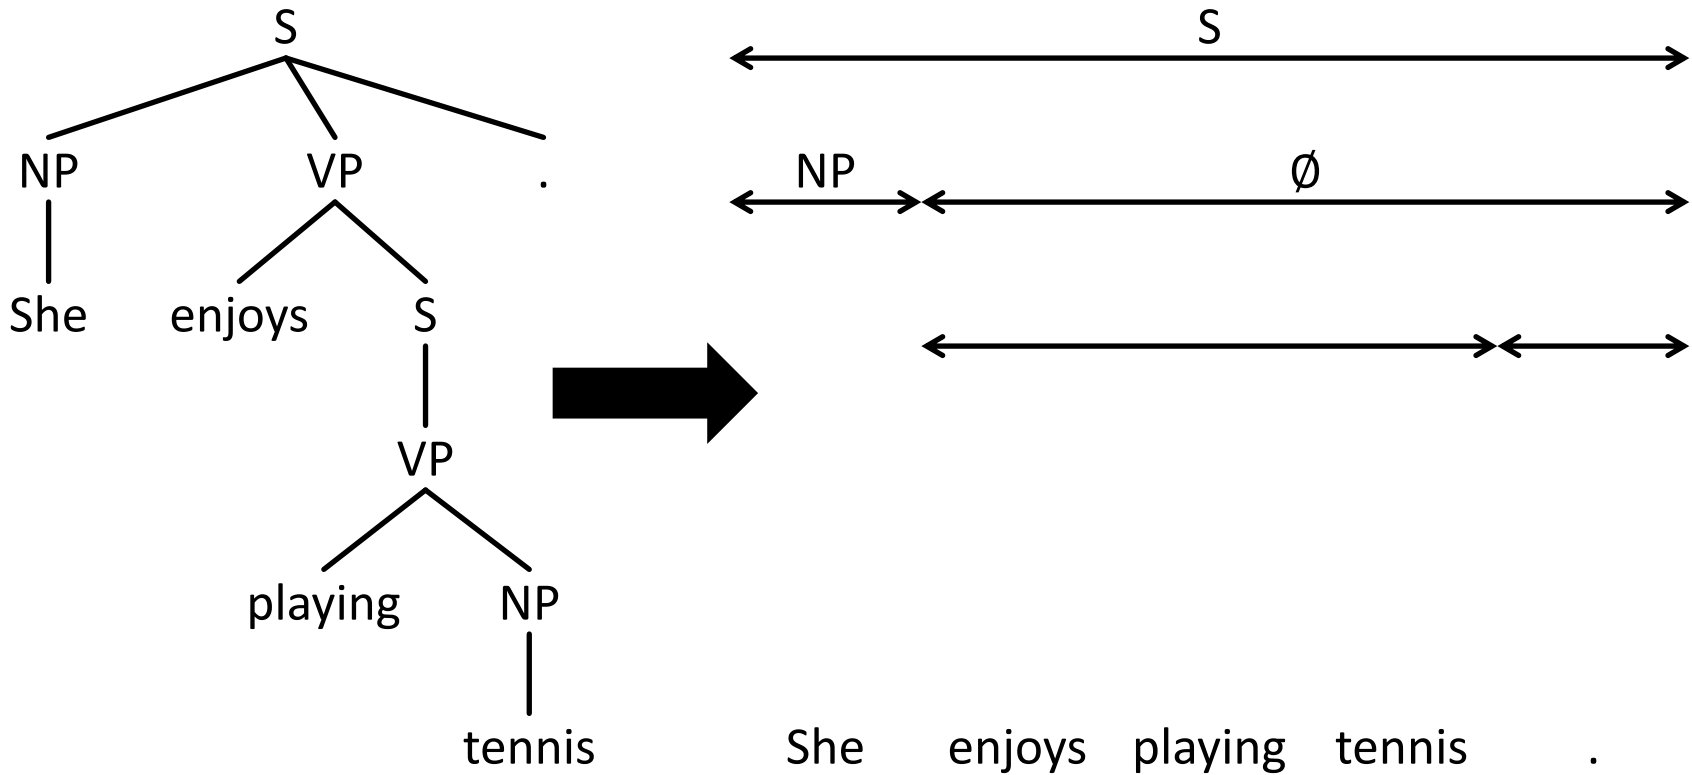 S
S
NP VP .
NP Ø
She enjoys S
VP
playing NP
tennis
She enjoys playing tennis .